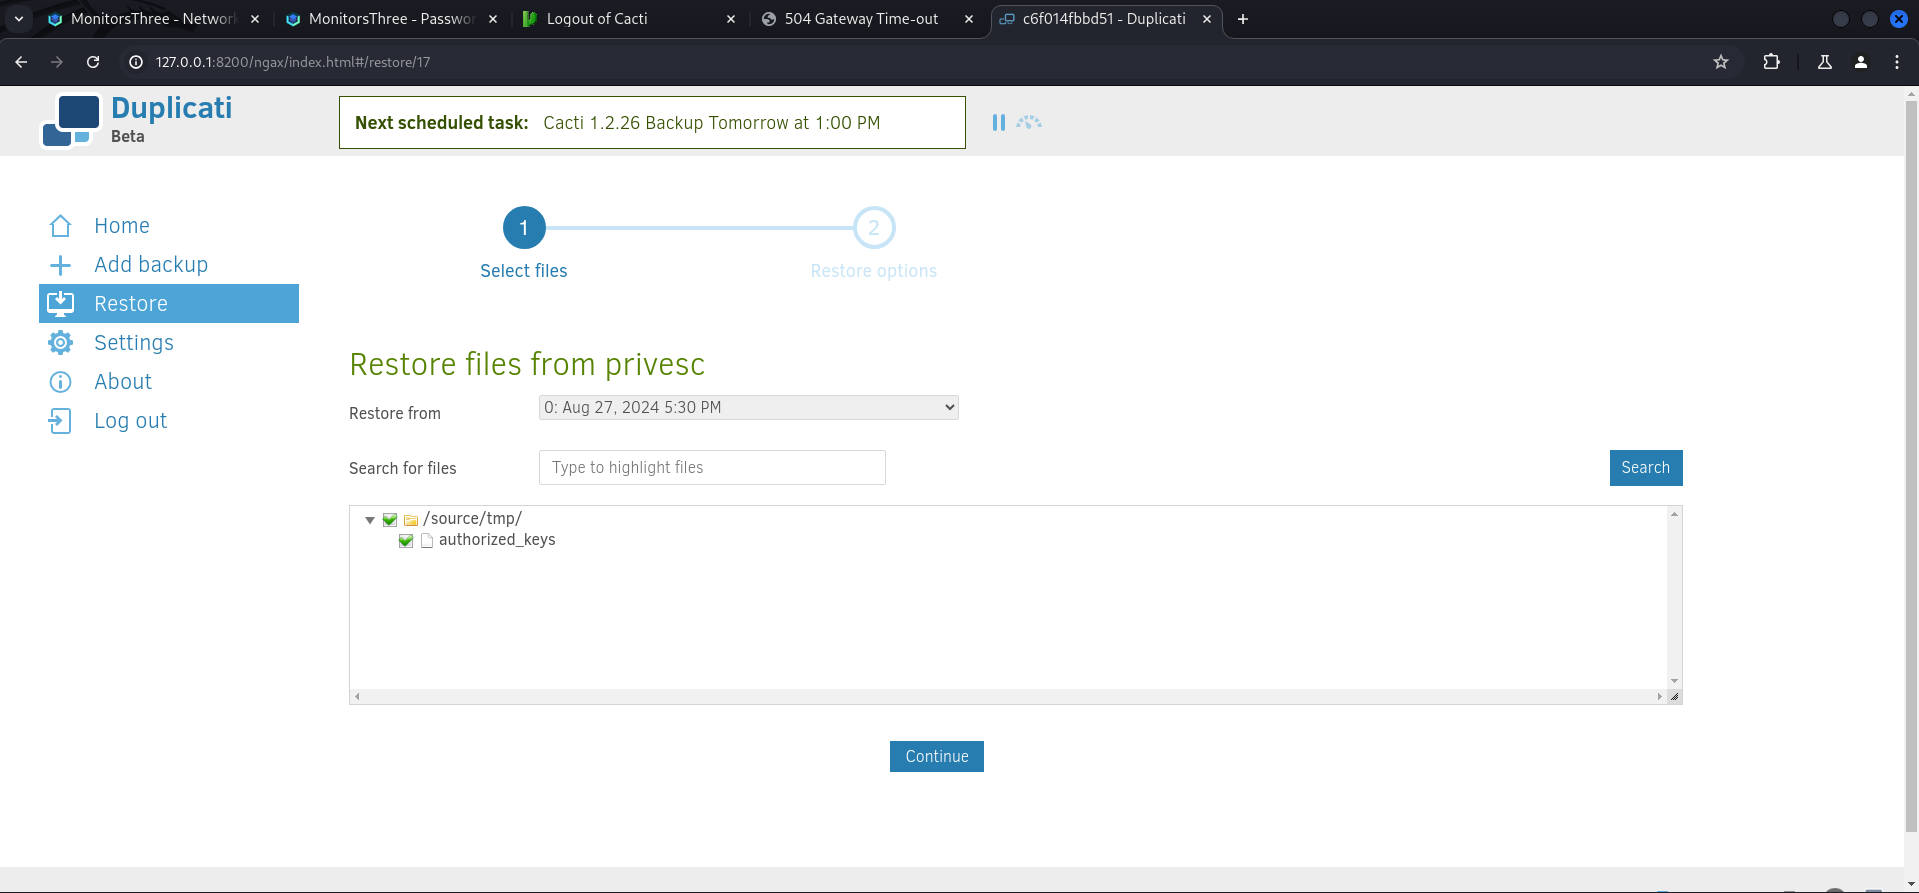 MonitorsThree - Network
MonitorsThree - Passwor
Logout of Cacti
504 Gateway Time-out
c6f014fbbd51 - Duplicati
127.0.0.1:8200/ngax/index.html#/restore/17
Duplicati
Beta
Next scheduled task: Cacti 1.2.26 Backup Tomorrow at 1:00 PM
Home
Add backup
Restore
Settings
About
Log out
1
2
Select files
Restore options
Restore files from privesc
Restore from
0: Aug 27, 2024 5:30 PM
Search for files
Type to highlight files
Search
/source/tmp/
authorized_keys
Continue